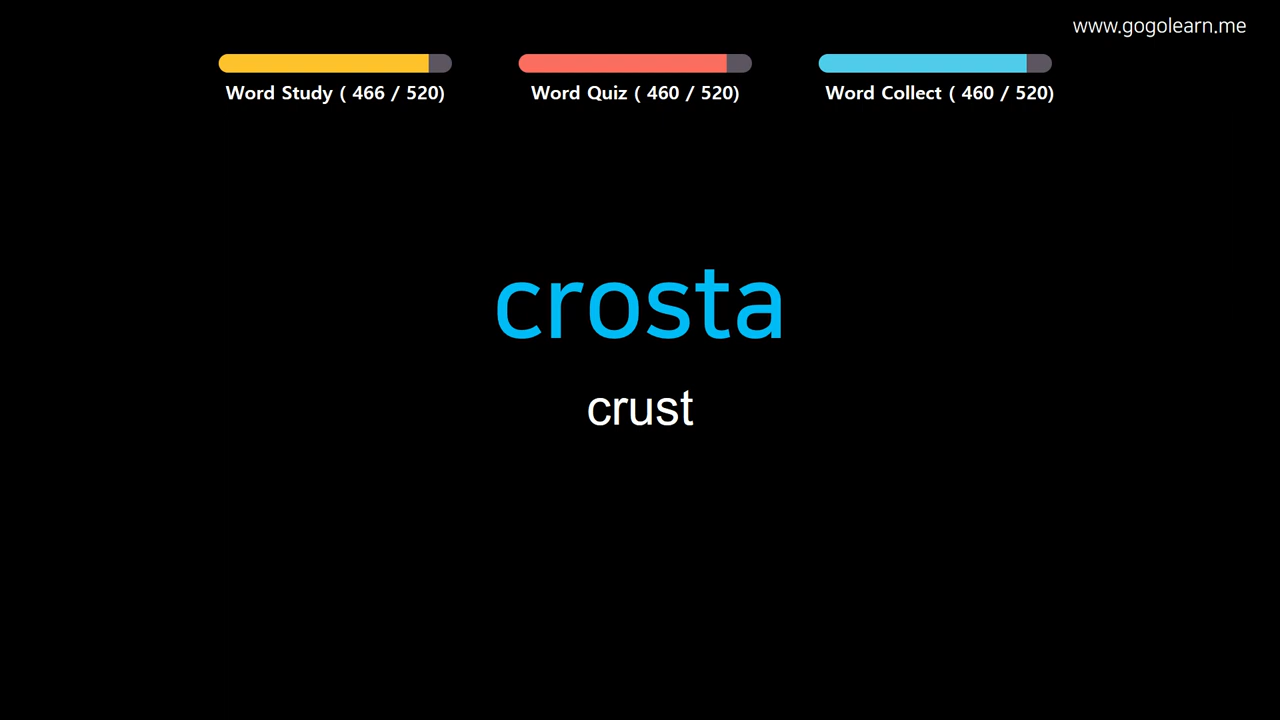 www.gogolearn.me
Word Study ( 466 / 520)
Word Quiz ( 460 / 520)
Word Collect ( 460 / 520)
crosta
crust